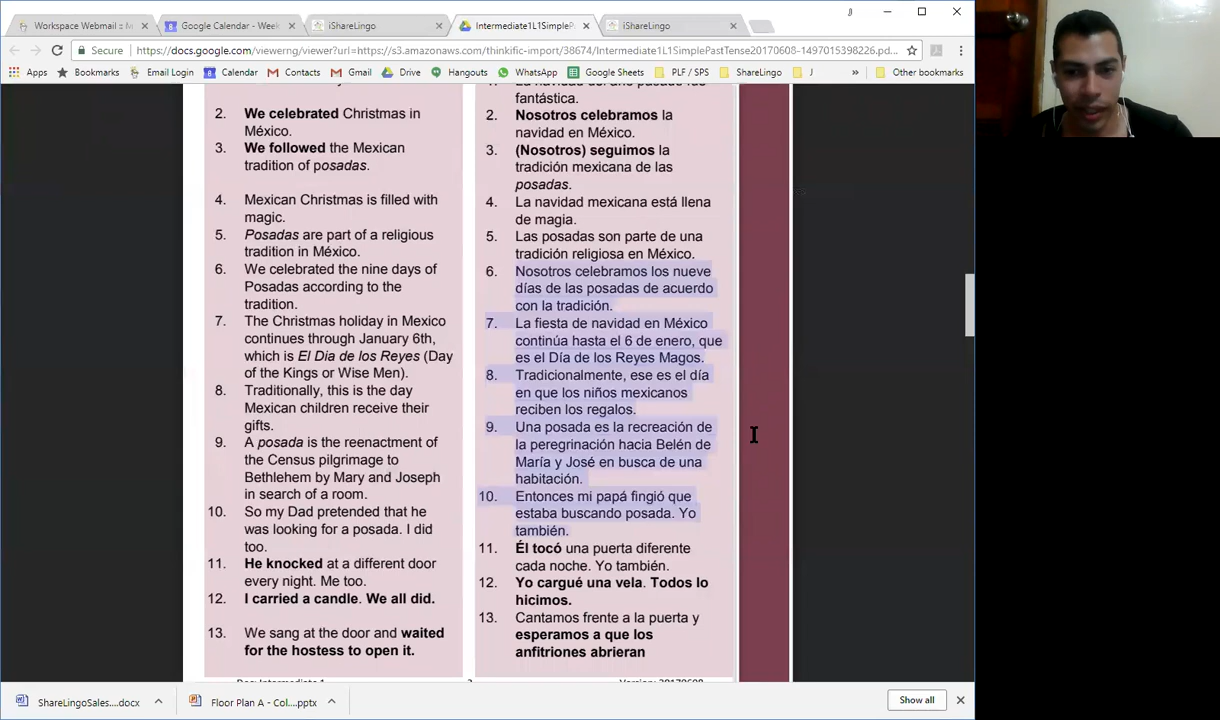 Workspace Webmail :: M
Google Calendar - Week
iShareLingo
Intermediate1L1SimpleP
iShareLingo
Secure
https://docs.google.com/viewerng/viewer?url=https://s3.amazonaws.com/thinkific-import/38674/Intermediate1L1SimplePastTense20170608-1497015398226.pd...
Apps
Bookmarks
Email Login
Calendar
Contacts
Gmail
Drive
Hangouts
WhatsApp
Google Sheets
PLF / SPS
ShareLingo
J
»
Other bookmarks
2. We celebrated Christmas in
México.
3. We followed the Mexican
tradition of posadas.
4. Mexican Christmas is filled with
magic.
5. Posadas are part of a religious
tradition in México.
6. We celebrated the nine days of
Posadas according to the
tradition.
7. The Christmas holiday in Mexico
continues through January 6th,
which is El Dia de los Reyes (Day
of the Kings or Wise Men).
8. Traditionally, this is the day
Mexican children receive their
gifts.
9. A posada is the reenactment of
the Census pilgrimage to
Bethlehem by Mary and Joseph
in search of a room.
10. So my Dad pretended that he
was looking for a posada. I did
too.
11. He knocked at a different door
every night. Me too.
12. I carried a candle. We all did.
13. We sang at the door and waited
for the hostess to open it.
fantástica.
2. Nosotros celebramos la
navidad en México.
3. (Nosotros) seguimos la
tradición mexicana de las
posadas.
4. La navidad mexicana está llena
de magia.
5. Las posadas son parte de una
tradición religiosa en México.
6. Nosotros celebramos los nueve
días de las posadas de acuerdo
con la tradición.
7. La fiesta de navidad en México
continúa hasta el 6 de enero, que
es el Día de los Reyes Magos.
8. Tradicionalmente, ese es el día
en que los niños mexicanos
reciben los regalos.
9. Una posada es la recreación de
la peregrinación hacia Belén de
María y José en busca de una
habitación.
10. Entonces mi papá fingió que
estaba buscando posada. Yo
también.
11. Él tocó una puerta diferente
cada noche. Yo también.
12. Yo cargué una vela. Todos lo
hicimos.
13. Cantamos frente a la puerta y
esperamos a que los
anfitriones abrieran
ShareLingoSales....docx
Floor Plan A - Col....pptx
Show all